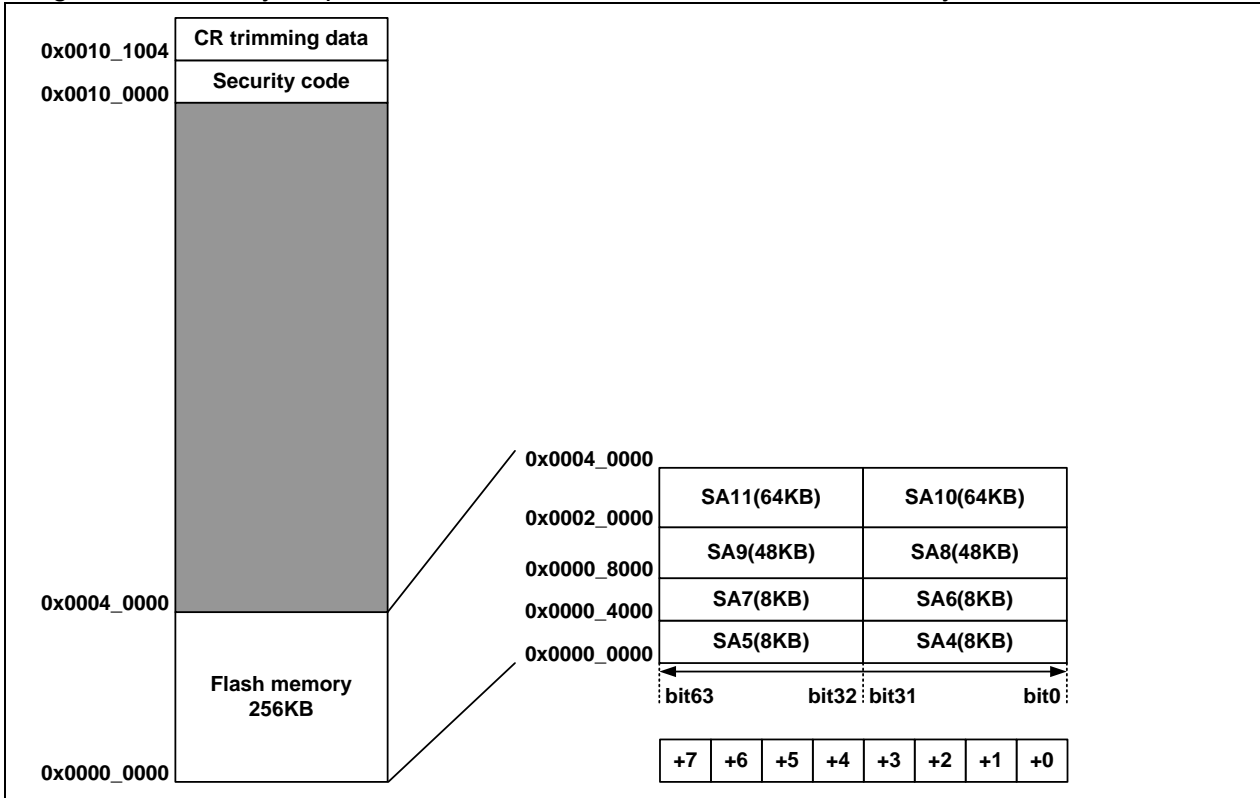 0x0010_1004
CR trimming data
Security code
0x0010_0000
0x0004_0000
Flash memory
256KB
0x0000_0000
0x0004_0000
SA11(64KB) SA10(64KB)
0x0002_0000
SA9(48KB) SA8(48KB)
0x0000_8000
SA7(8KB) SA6(8KB)
0x0000_4000
SA5(8KB) SA4(8KB)
0x0000_0000
bit63 bit32 bit31 bit0
+7 +6 +5 +4 +3 +2 +1 +0